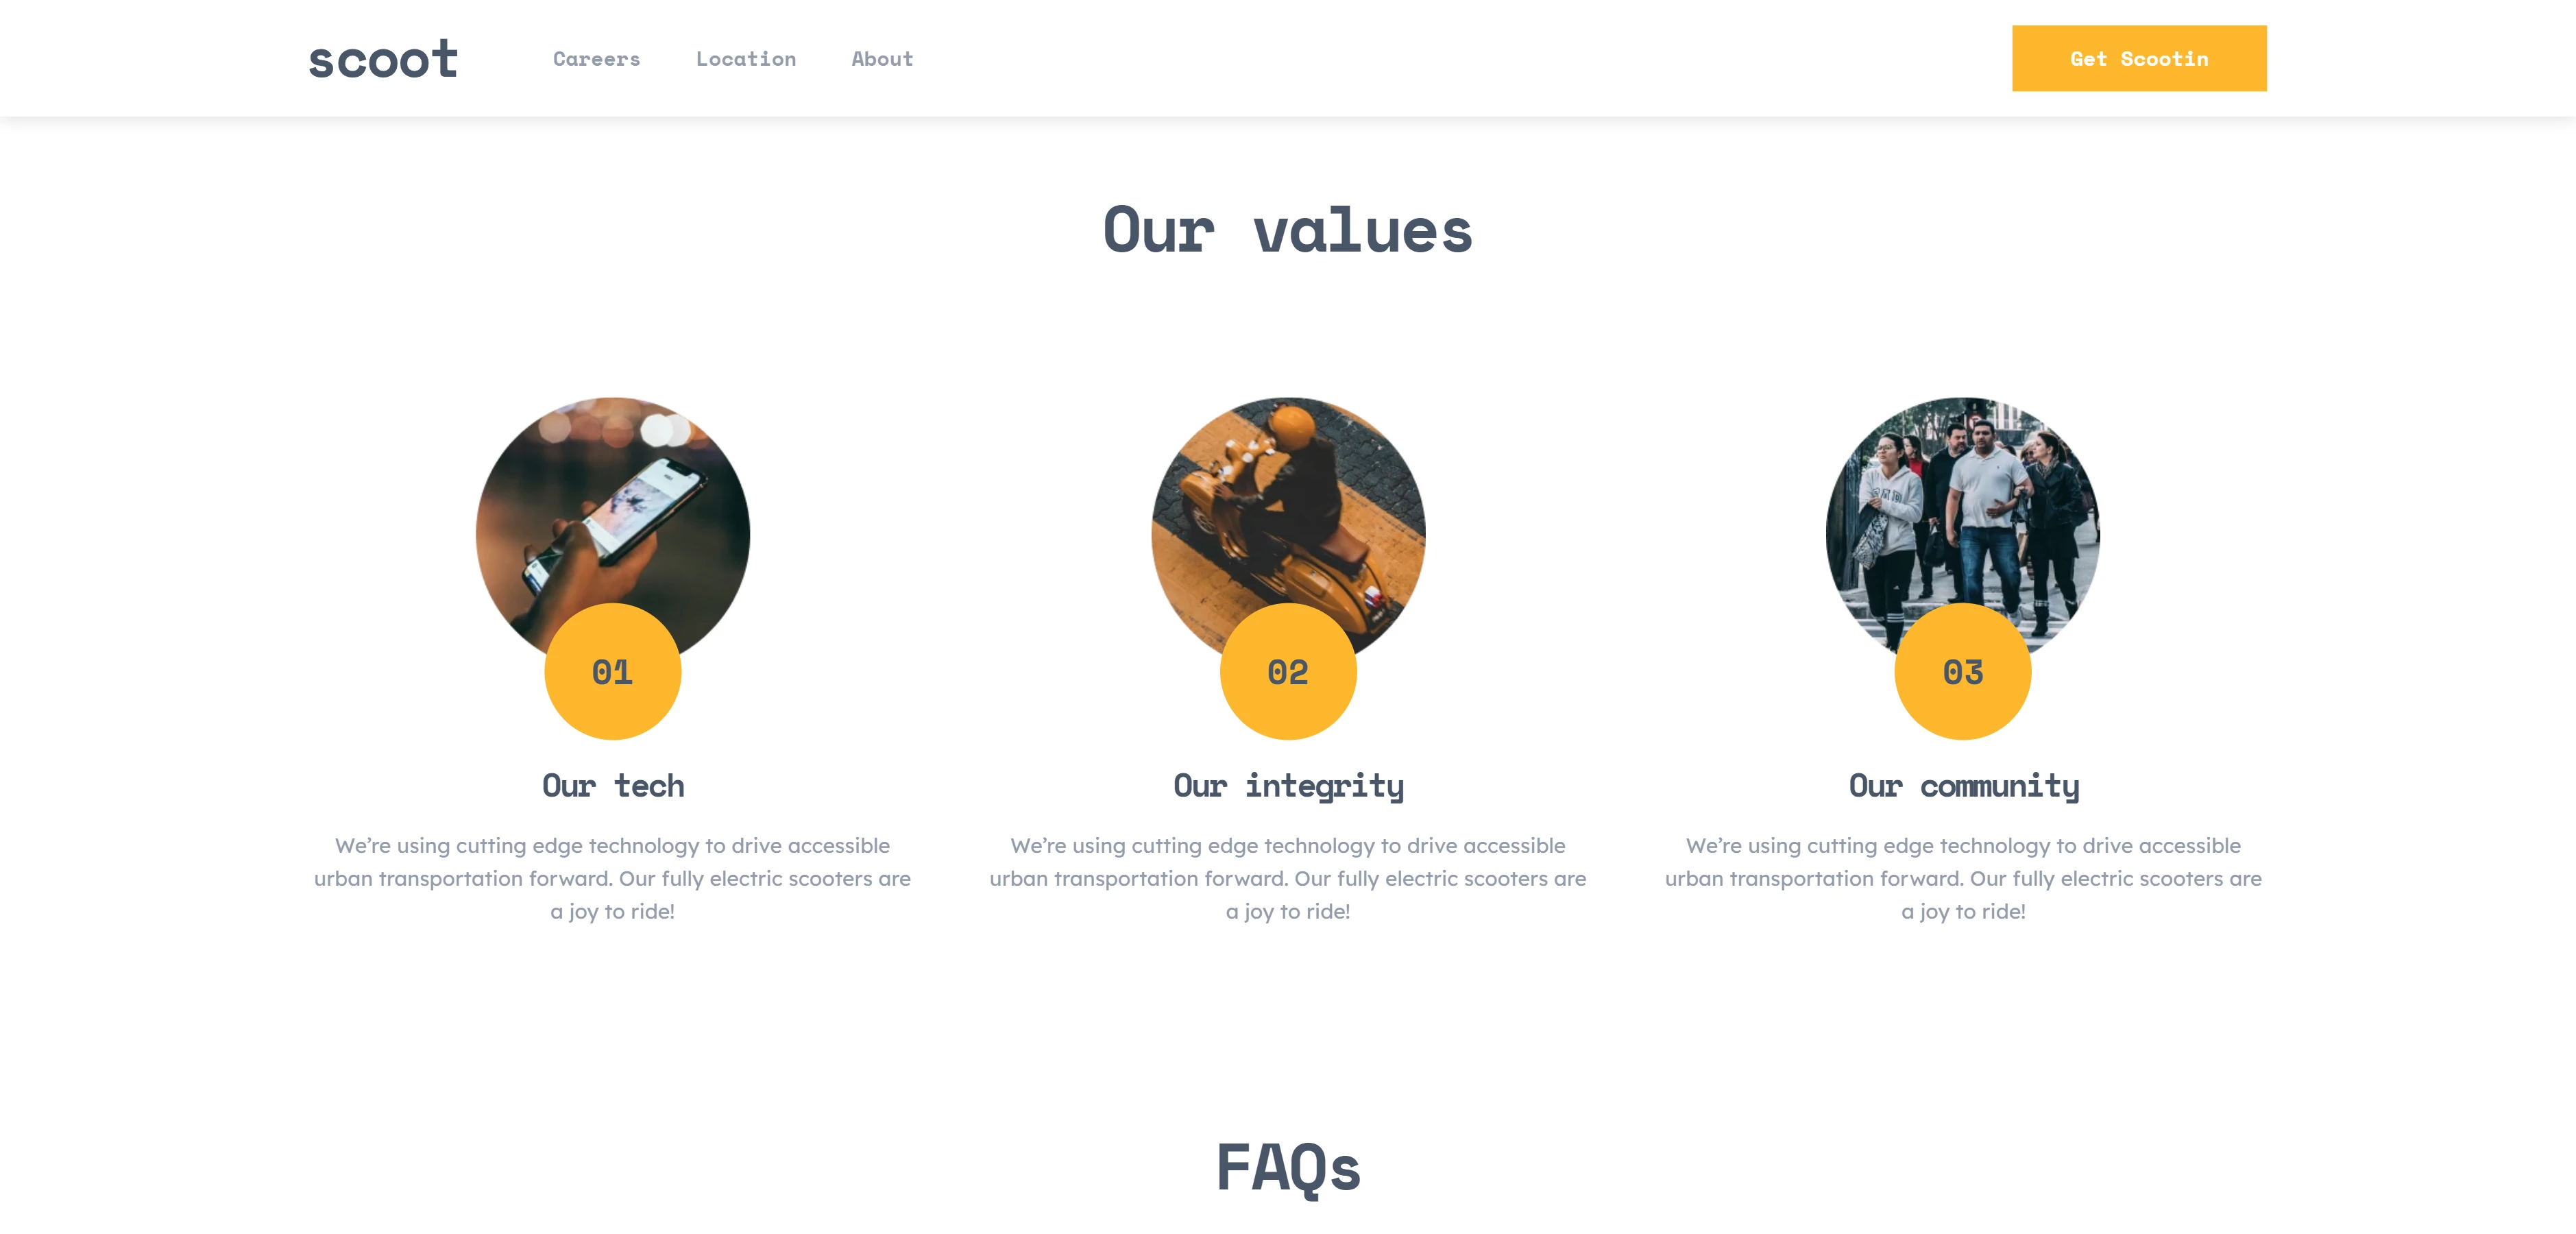 scoot Careers Location About Get Scootin
Our values
01 02 03
Our tech
We’re using cutting edge technology to drive accessible
urban transportation forward. Our fully electric scooters are
a joy to ride!
Our integrity
We’re using cutting edge technology to drive accessible
urban transportation forward. Our fully electric scooters are
a joy to ride!
Our community
We’re using cutting edge technology to drive accessible
urban transportation forward. Our fully electric scooters are
a joy to ride!
FAQs